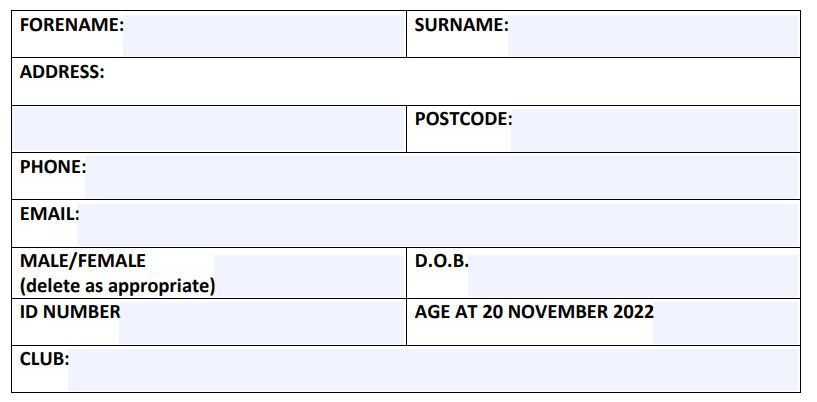 FORENAME:
SURNAME:
ADDRESS:
POSTCODE:
PHONE:
EMAIL:
MALE/FEMALE
(delete as appropriate)
D.O.B.
ID NUMBER
AGE AT 20 NOVEMBER 2022
CLUB: